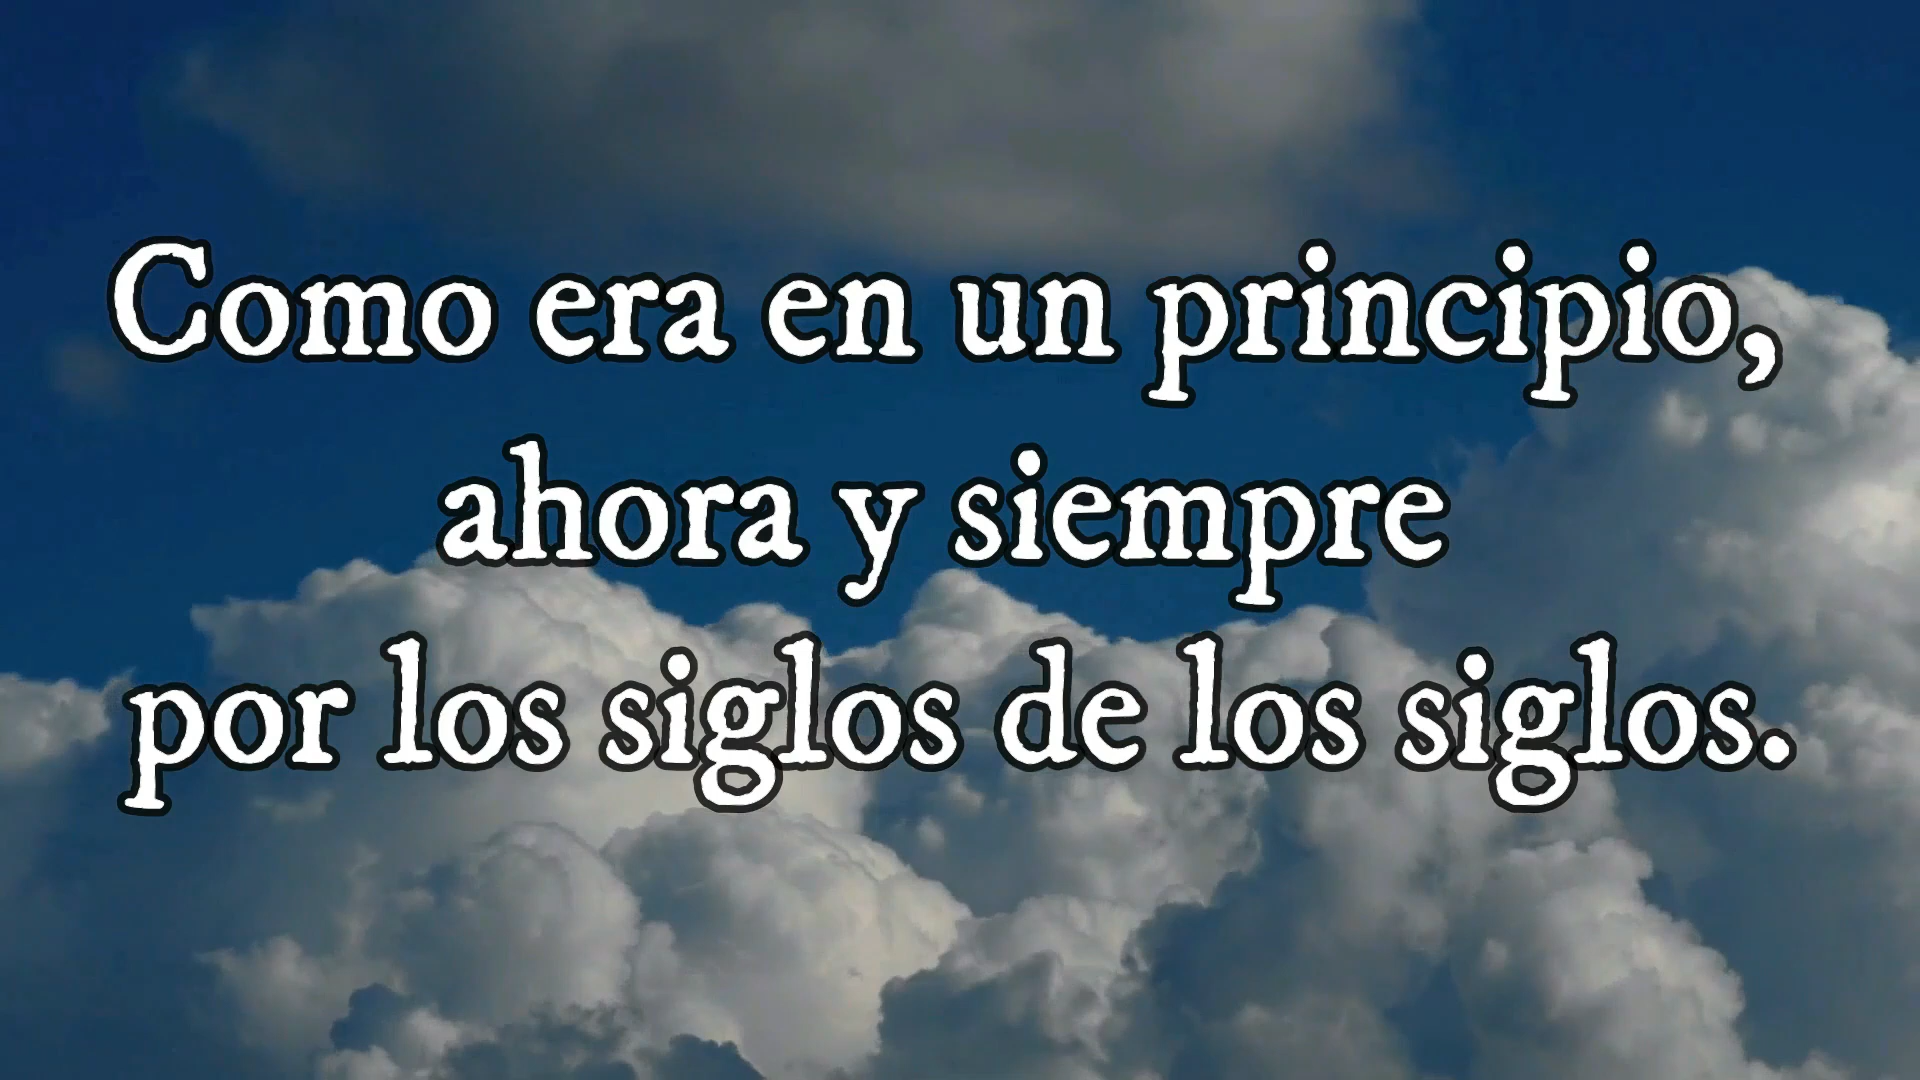 Como era en un principio,
ahora y siempre
por los siglos de los siglos.